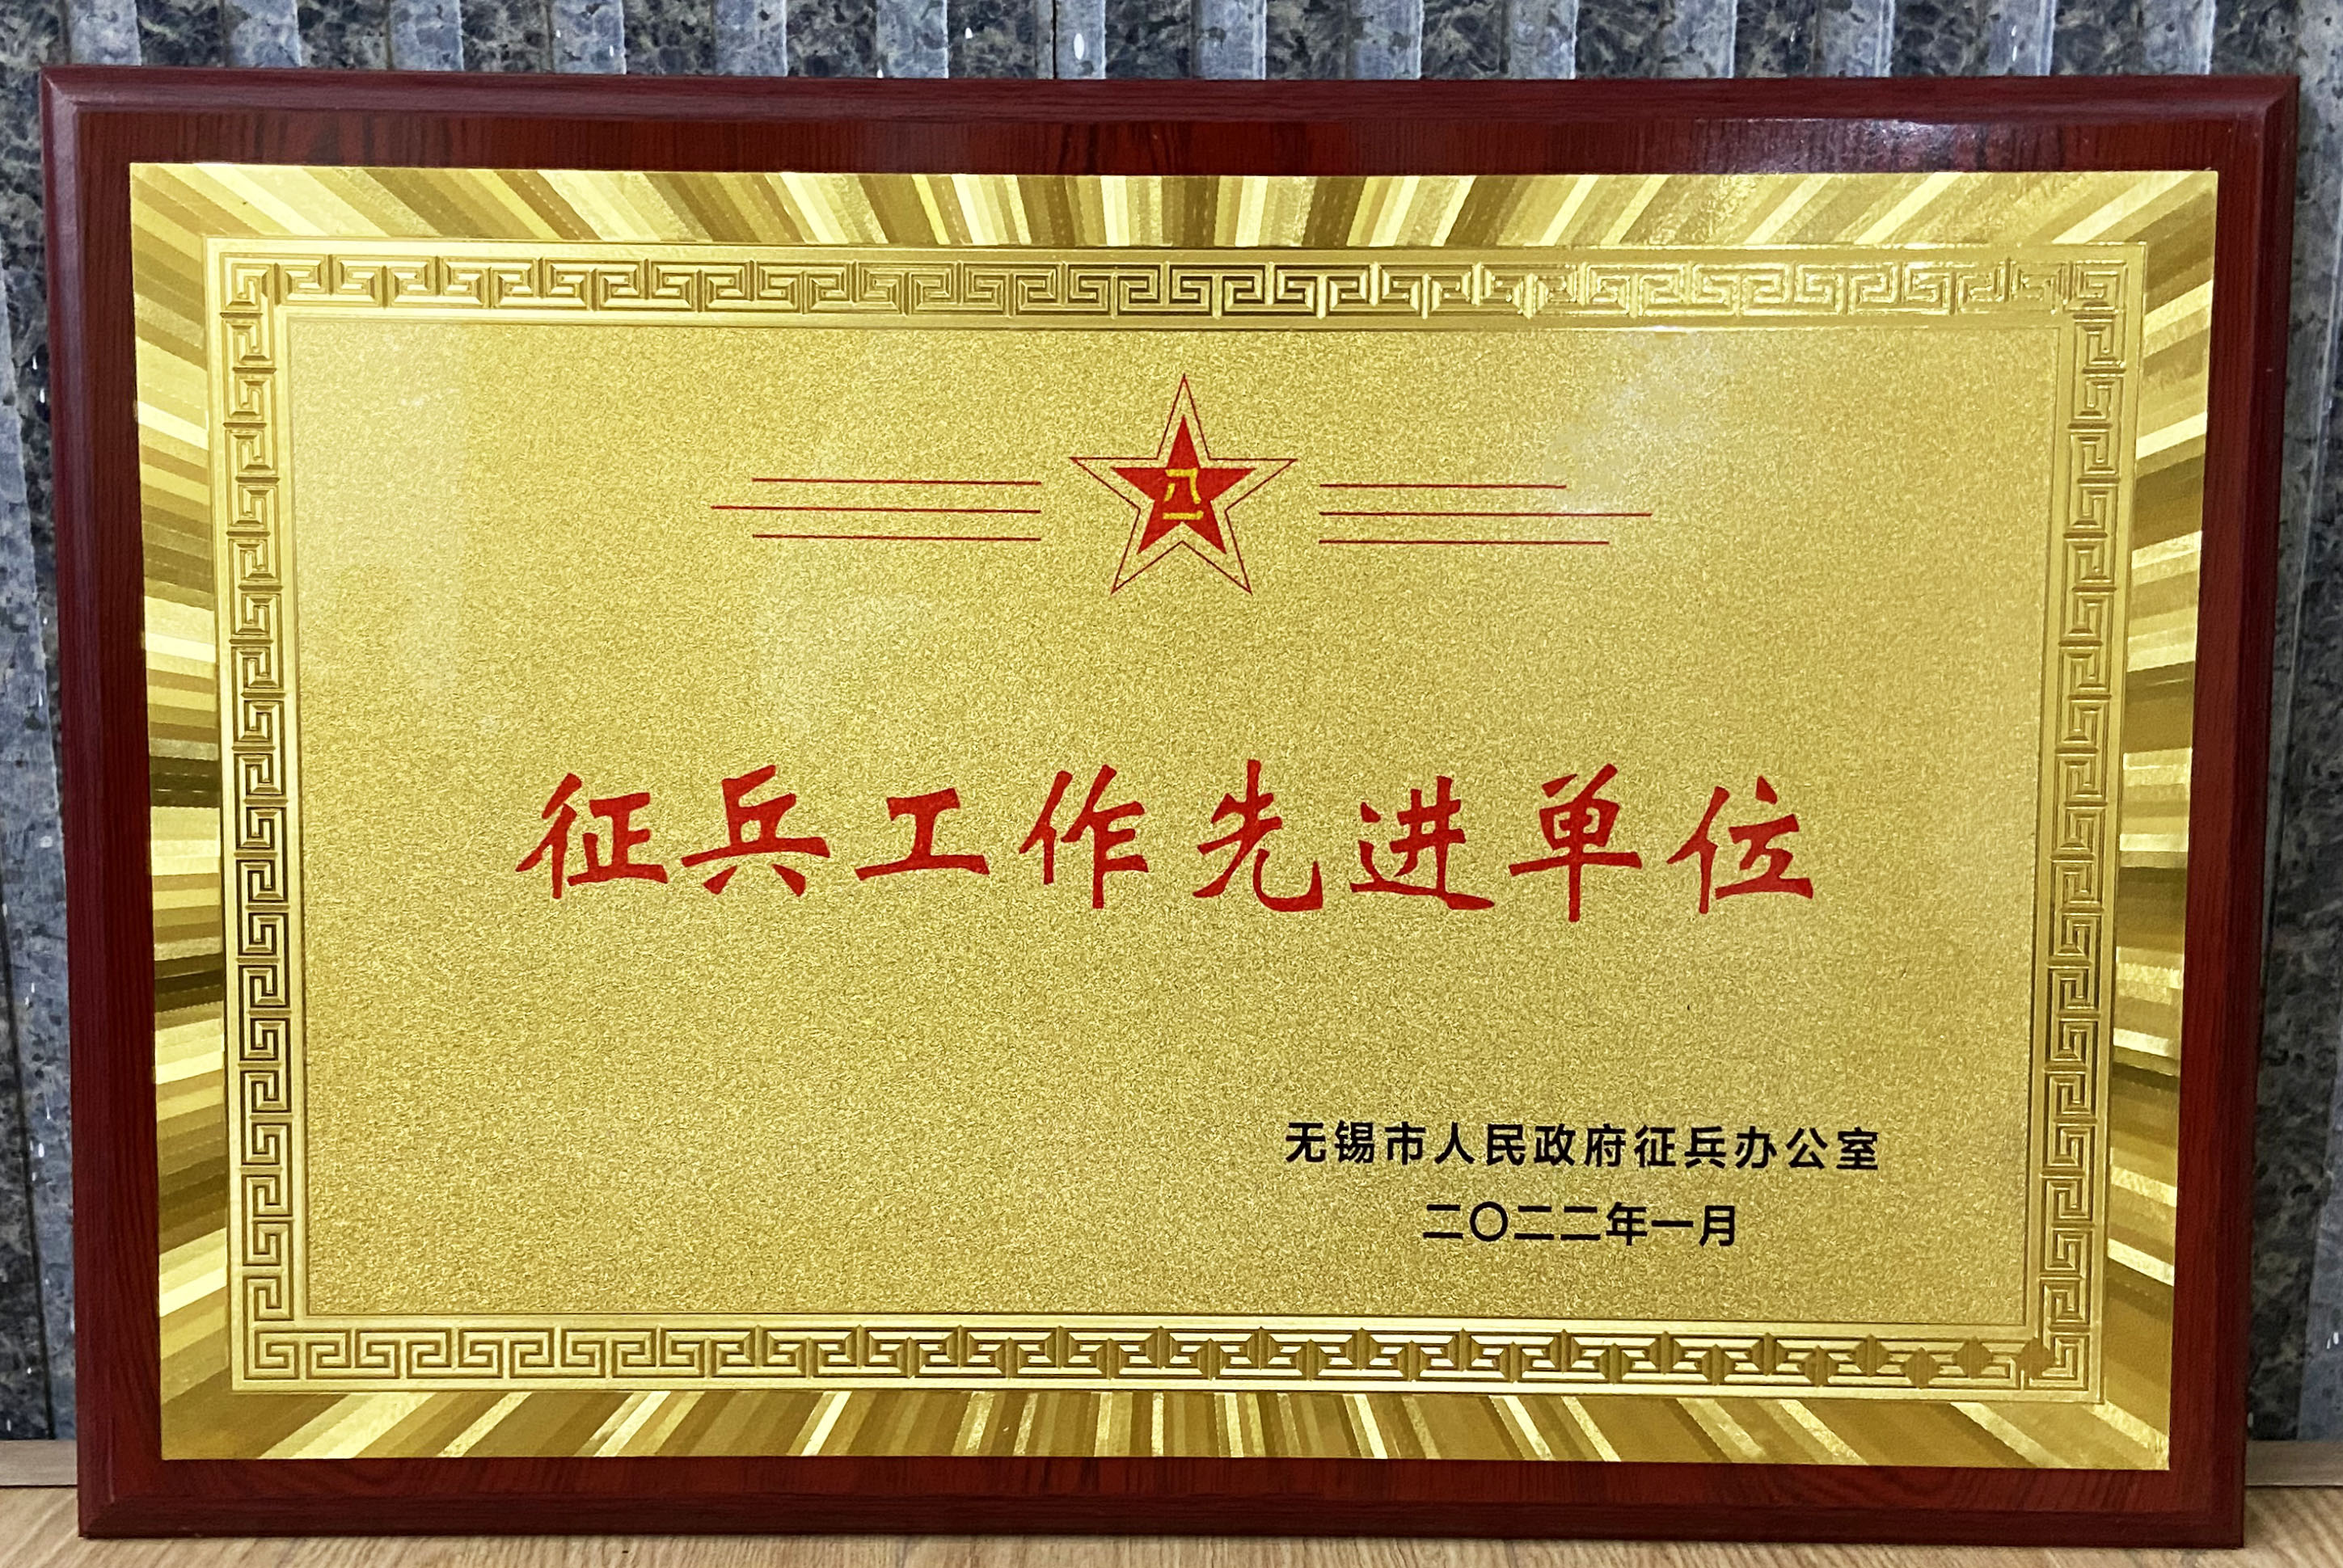 八一
征兵工作先进单位
无锡市人民政府征兵办公室
二〇二二年一月